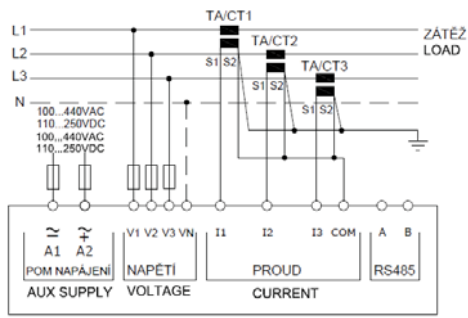 TA/CT1
L1
ZÁTĚŽ
L2
TA/CT2
LOAD
S1 S2
L3
TA/CT3
S1 S2
N
S1 S2
100...440VAC
110...250VDC
100...440VAC
110...250VDC
V1 V2 V3 VN I1 I2 I3 COM A B
A1 A2
POM NAPÁJENÍ NAPĚTÍ PROUD RS485
AUX SUPPLY VOLTAGE CURRENT